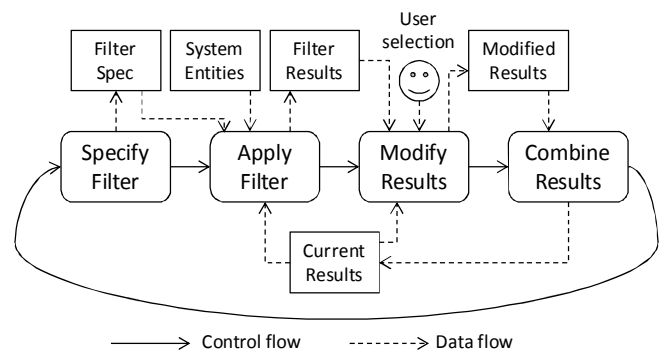 Filter
Spec
System
Entities
Filter
Results
User
selection
Modified
Results
Specify
Filter
Apply
Filter
Modify
Results
Combine
Results
Current
Results
Control flow
Data flow